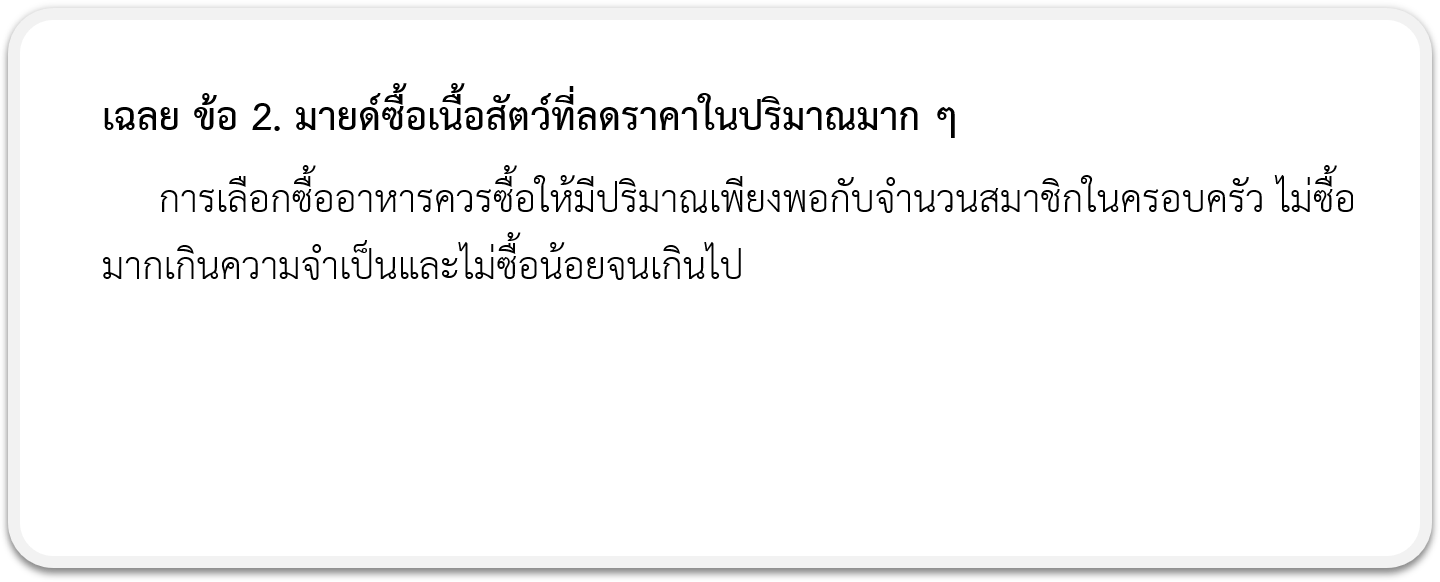 เฉลย ข้อ 2. มายด์ซื้อเนื้อสัตว์ที่ลดราคาในปริมาณมาก ๆ
การเลือกซื้ออาหารควรซื้อให้มีปริมาณเพียงพอกับจำนวนสมาชิกในครอบครัว ไม่ซื้อ
มากเกินความจำเป็นและไม่ซื้อน้อยจนเกินไป